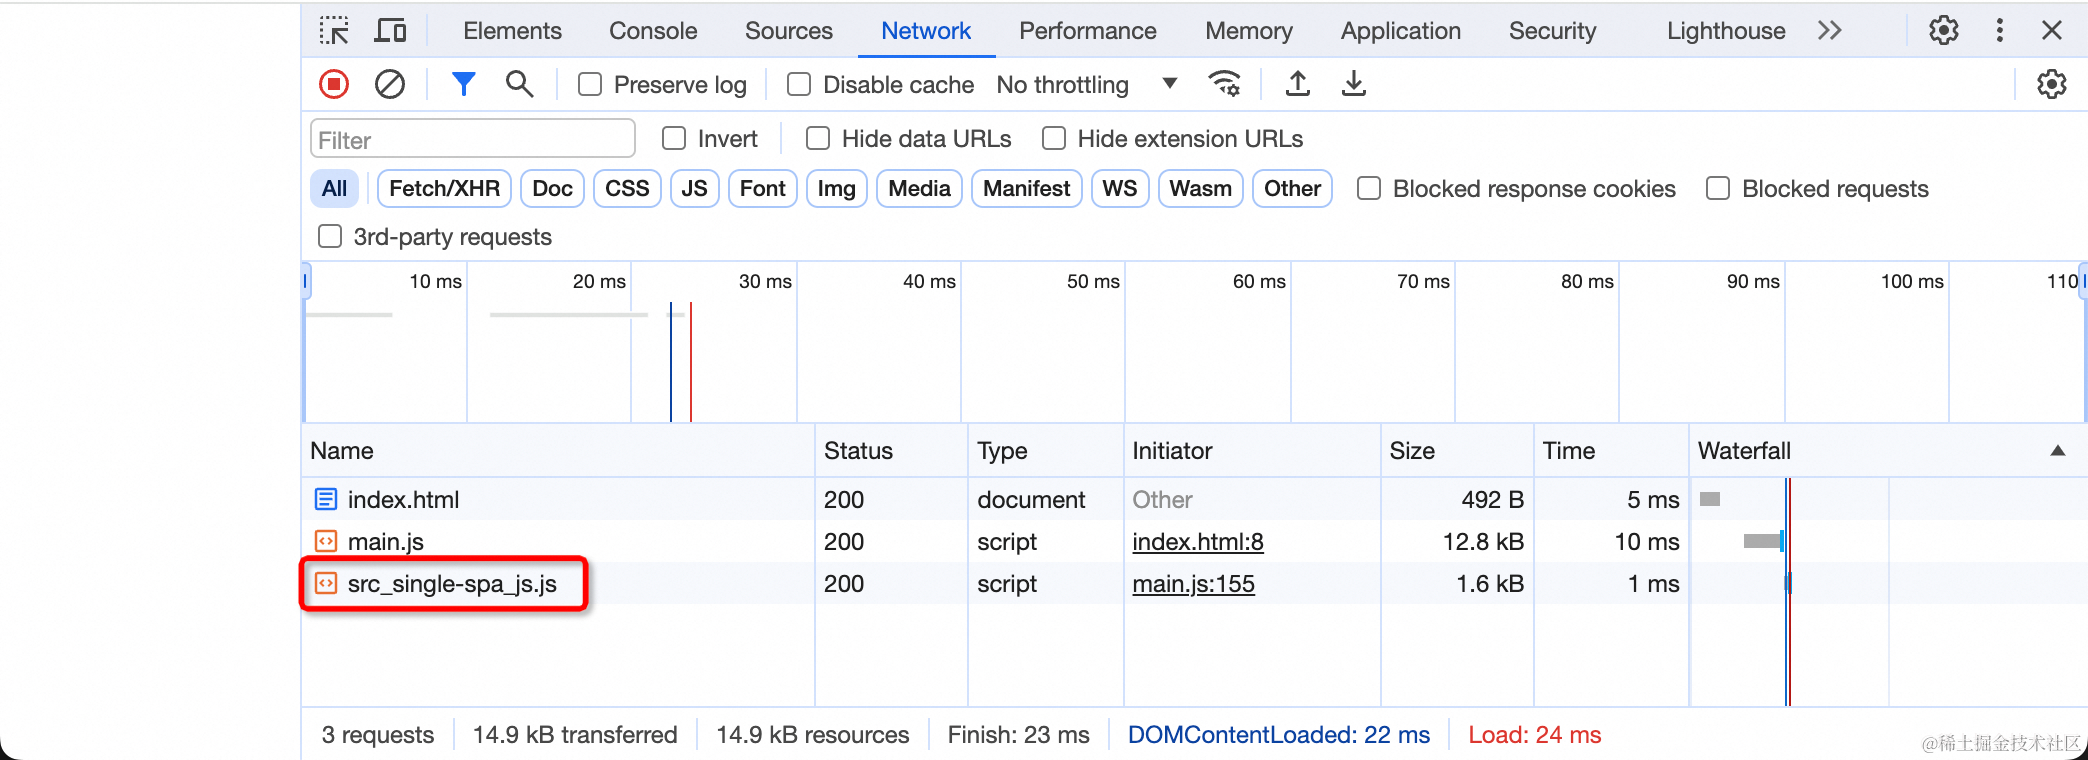 Elements Console Sources Network Performance Memory Application Security Lighthouse
Preserve log Disable cache No throttling
Filter Invert Hide data URLs Hide extension URLs
All Fetch/XHR Doc CSS JS Font Img Media Manifest WS Wasm Other Blocked response cookies Blocked requests
3rd-party requests
10 ms 20 ms 30 ms 40 ms 50 ms 60 ms 70 ms 80 ms 90 ms 100 ms 110
Name Status Type Initiator Size Time Waterfall
index.html 200 document Other 492 B 5 ms
main.js 200 script index.html:8 12.8 kB 10 ms
src_single-spa_js.js 200 script main.js:155 1.6 kB 1 ms
3 requests 14.9 kB transferred 14.9 kB resources Finish: 23 ms DOMContentLoaded: 22 ms Load: 24 ms
@稀土掘金技术社区